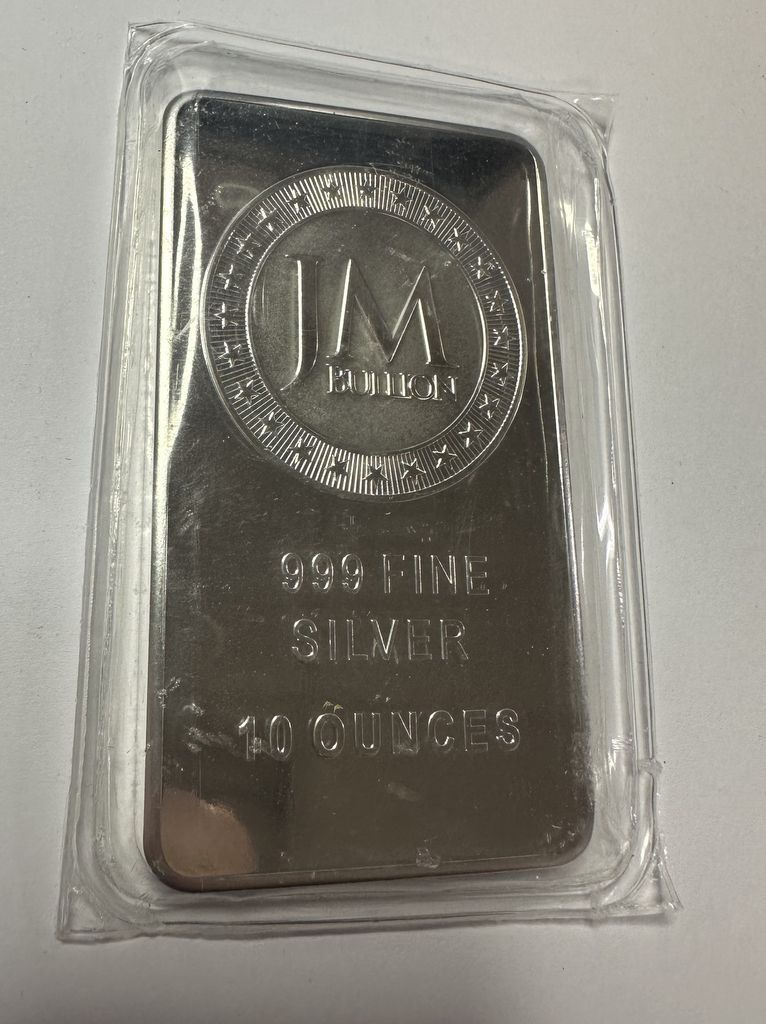 JM
BULLION
999 FINE
SILVER
10 OUNCES